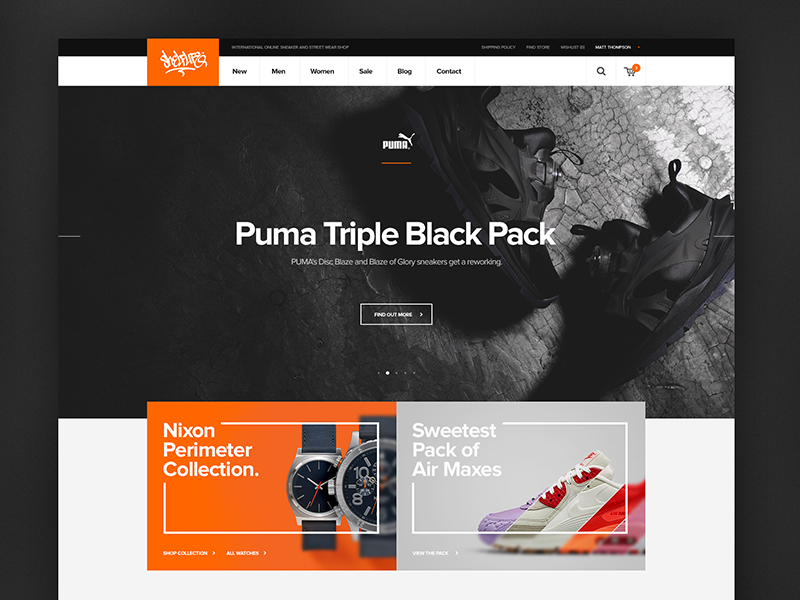 INTERNATIONAL ONLINE SNEAKER AND STREET WEAR SHOP
SHIPPING POLICY
FIND STORE
MATT THOMPSON
New
Men
Women
Sale
Blog
Contact
PUMA
Puma Triple Black Pack
PUMA's Disc Blaze and Blaze of Glory sneakers get a reworking.
FIND OUT MORE
Nixon
Perimeter
Collection.
SHOP COLLECTION
ALL WATCHES
Sweetest
Pack of
Air Maxes
VIEW THE PACK